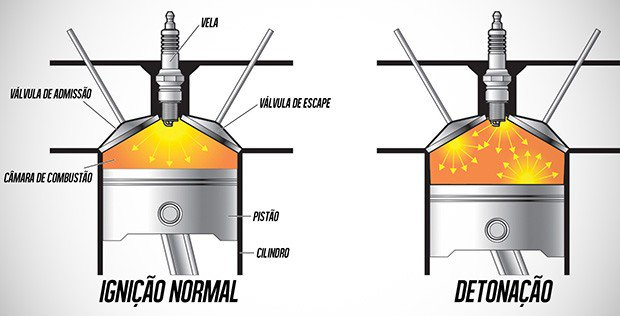 VELA
VÁLVULA DE ADMISSÃO
VÁLVULA DE ESCAPE
CÂMARA DE COMBUSTÃO
PISTÃO
CILINDRO
IGNIÇÃO NORMAL
DETONAÇÃO